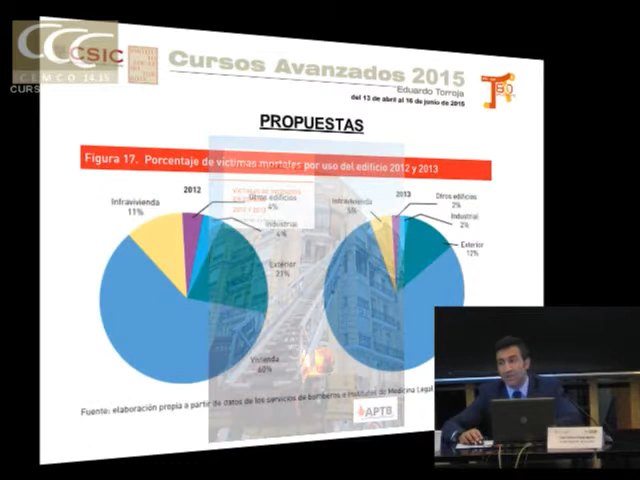 CSIC
CEMCO 14.15
CURS
Cursos Avanzados 2015
Eduardo Torroja
del 13 de abril al 16 de junio de 2015
PROPUESTAS
Figura 17. Porcentaje de víctimas mortales por uso del edificio 2012 y 2013
2012
Infravivienda
11%
Otros edificios
4%
Industrial
4%
Exterior
21%
Vivienda
60%
2013
Infravivienda
5%
Otros edificios
2%
Industrial
2%
Exterior
12%
Fuente: elaboración propia a partir de datos de los servicios de bomberos e Institutos de Medicina Legal
APTB